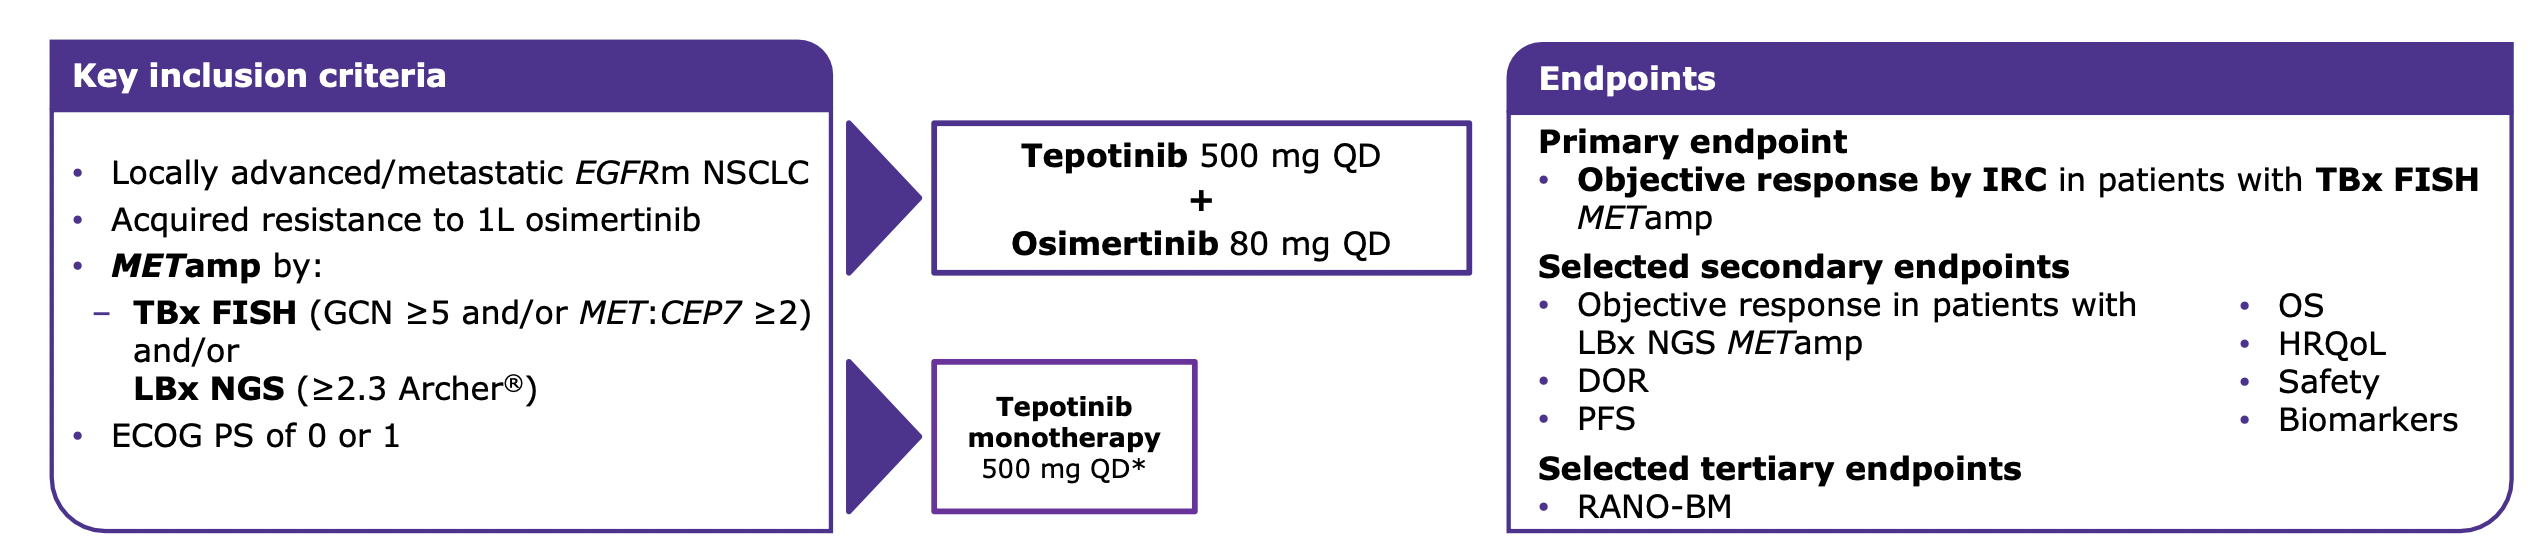 Key inclusion criteria
• Locally advanced/metastatic EGFRm NSCLC
• Acquired resistance to 1L osimertinib
• METamp by:
– TBx FISH (GCN ≥5 and/or MET:CEP7 ≥2)
and/or
LBx NGS (≥2.3 Archer®)
• ECOG PS of 0 or 1
Tepotinib 500 mg QD
+
Osimertinib 80 mg QD
Tepotinib
monotherapy
500 mg QD*
Endpoints
Primary endpoint
• Objective response by IRC in patients with TBx FISH
METamp
Selected secondary endpoints
• Objective response in patients with
LBx NGS METamp
• DOR
• PFS
• OS
• HRQoL
• Safety
• Biomarkers
Selected tertiary endpoints
• RANO-BM